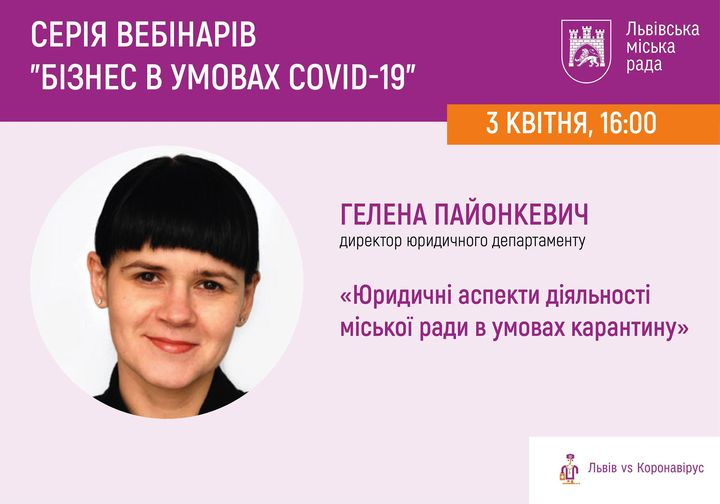 СЕРІЯ ВЕБІНАРІВ
"БІЗНЕС В УМОВАХ COVID-19"
Львівська
міська
рада
3 КВІТНЯ, 16:00
ГЕЛЕНА ПАЙОНКЕВИЧ
директор юридичного департаменту
«Юридичні аспекти діяльності
міської ради в умовах карантину»
Львів vs Коронавірус